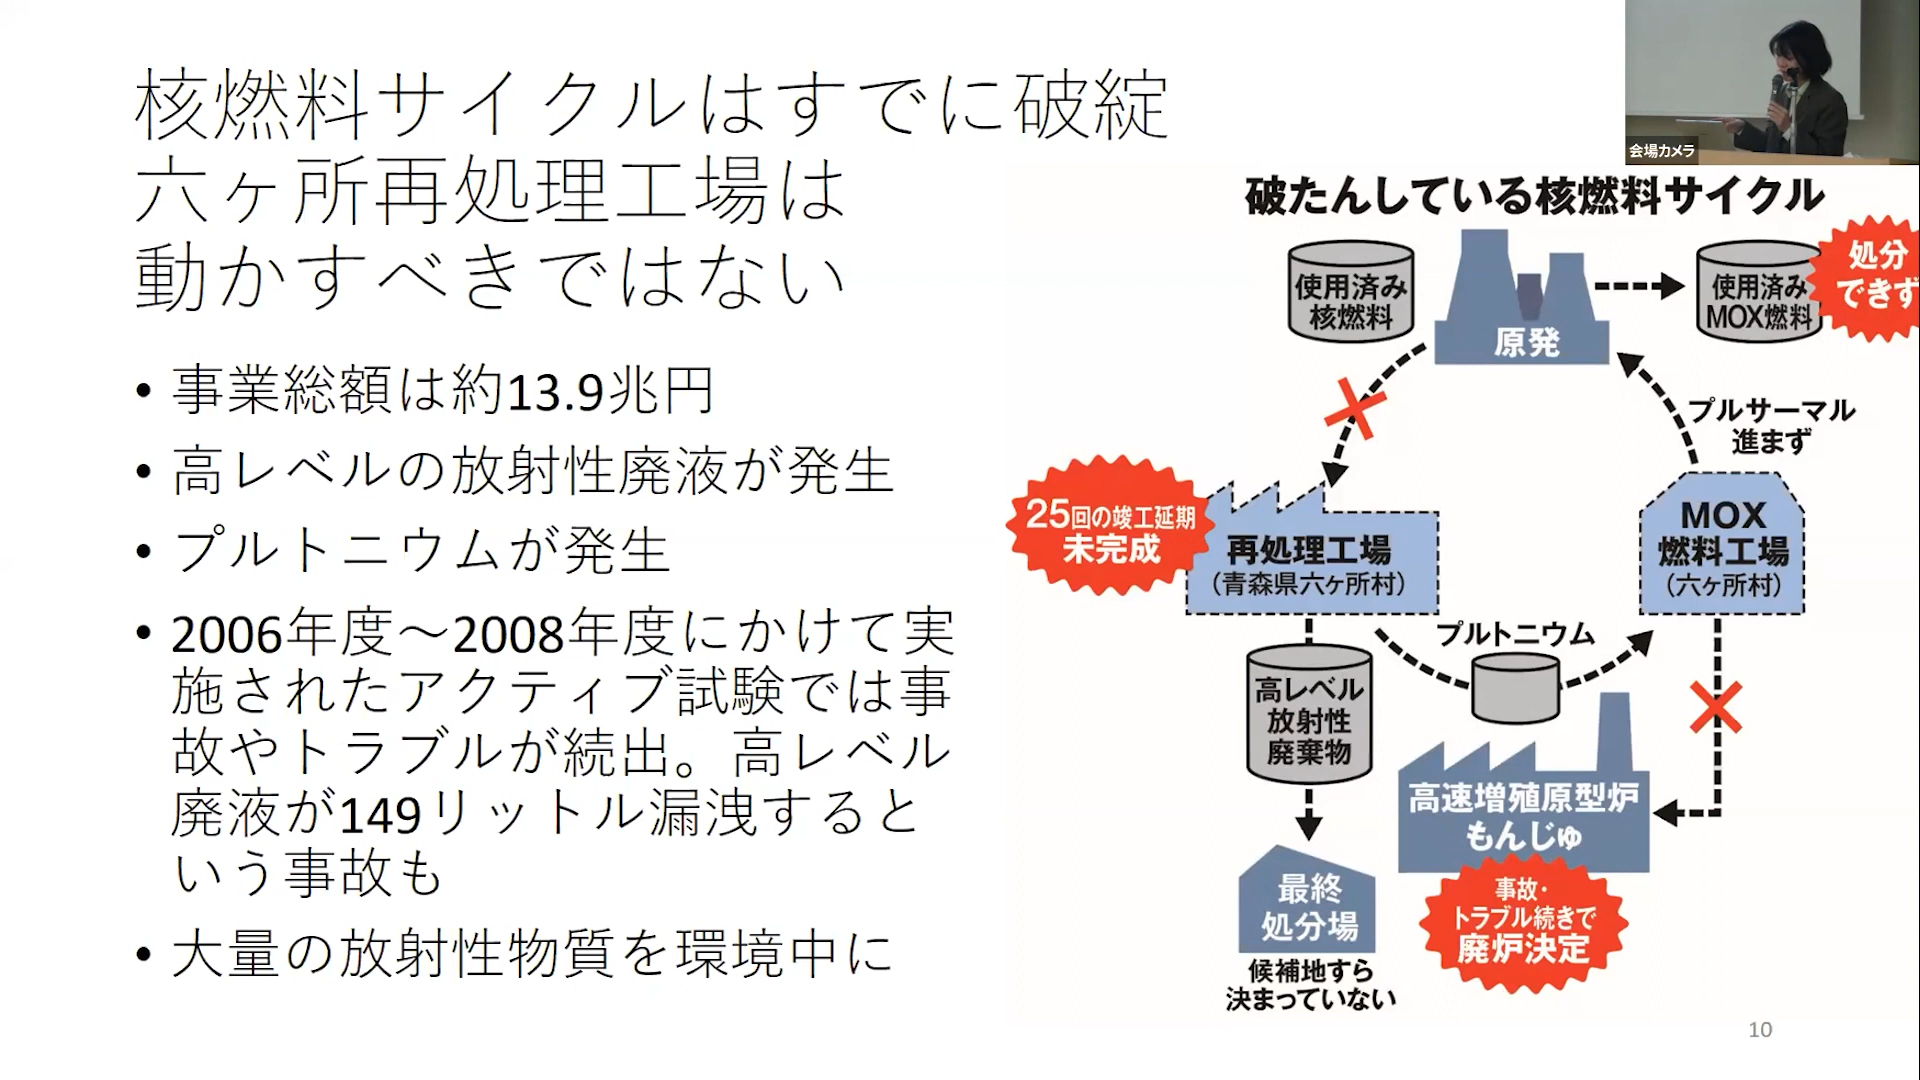 核燃料サイクルはすでに破綻
六ヶ所再処理工場は
動かすべきではない
• 事業総額は約13.9兆円
• 高レベルの放射性廃液が発生
• プルトニウムが発生
• 2006年度～2008年度にかけて実
施されたアクティブ試験では事
故やトラブルが続出。高レベル
廃液が149リットル漏洩すると
いう事故も
• 大量の放射性物質を環境中に
会場カメラ
破たんしている核燃料サイクル
使用済み
核燃料
原発
使用済み
MOX燃料
処分
できず
プルサーマル
進まず
25回の竣工延期
未完成
再処理工場
（青森県六ヶ所村）
MOX
燃料工場
（六ヶ所村）
プルトニウム
高レベル
放射性
廃棄物
高速増殖原型炉
もんじゅ
事故・
トラブル続きで
廃炉決定
最終
処分場
候補地すら
決まっていない
10